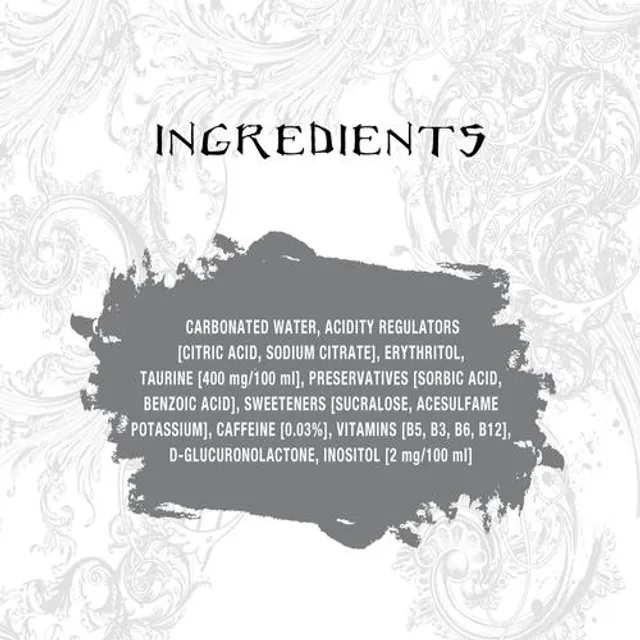 INGREDIENTS
CARBONATED WATER, ACIDITY REGULATORS
[CITRIC ACID, SODIUM CITRATE], ERYTHRITOL,
TAURINE [400 mg/100 ml], PRESERVATIVES [SORBIC ACID,
BENZOIC ACID], SWEETENERS [SUCRALOSE, ACESULFAME
POTASSIUM], CAFFEINE [0.03%], VITAMINS [B5, B3, B6, B12],
D-GLUCURONOLACTONE, INOSITOL [2 mg/100 ml]